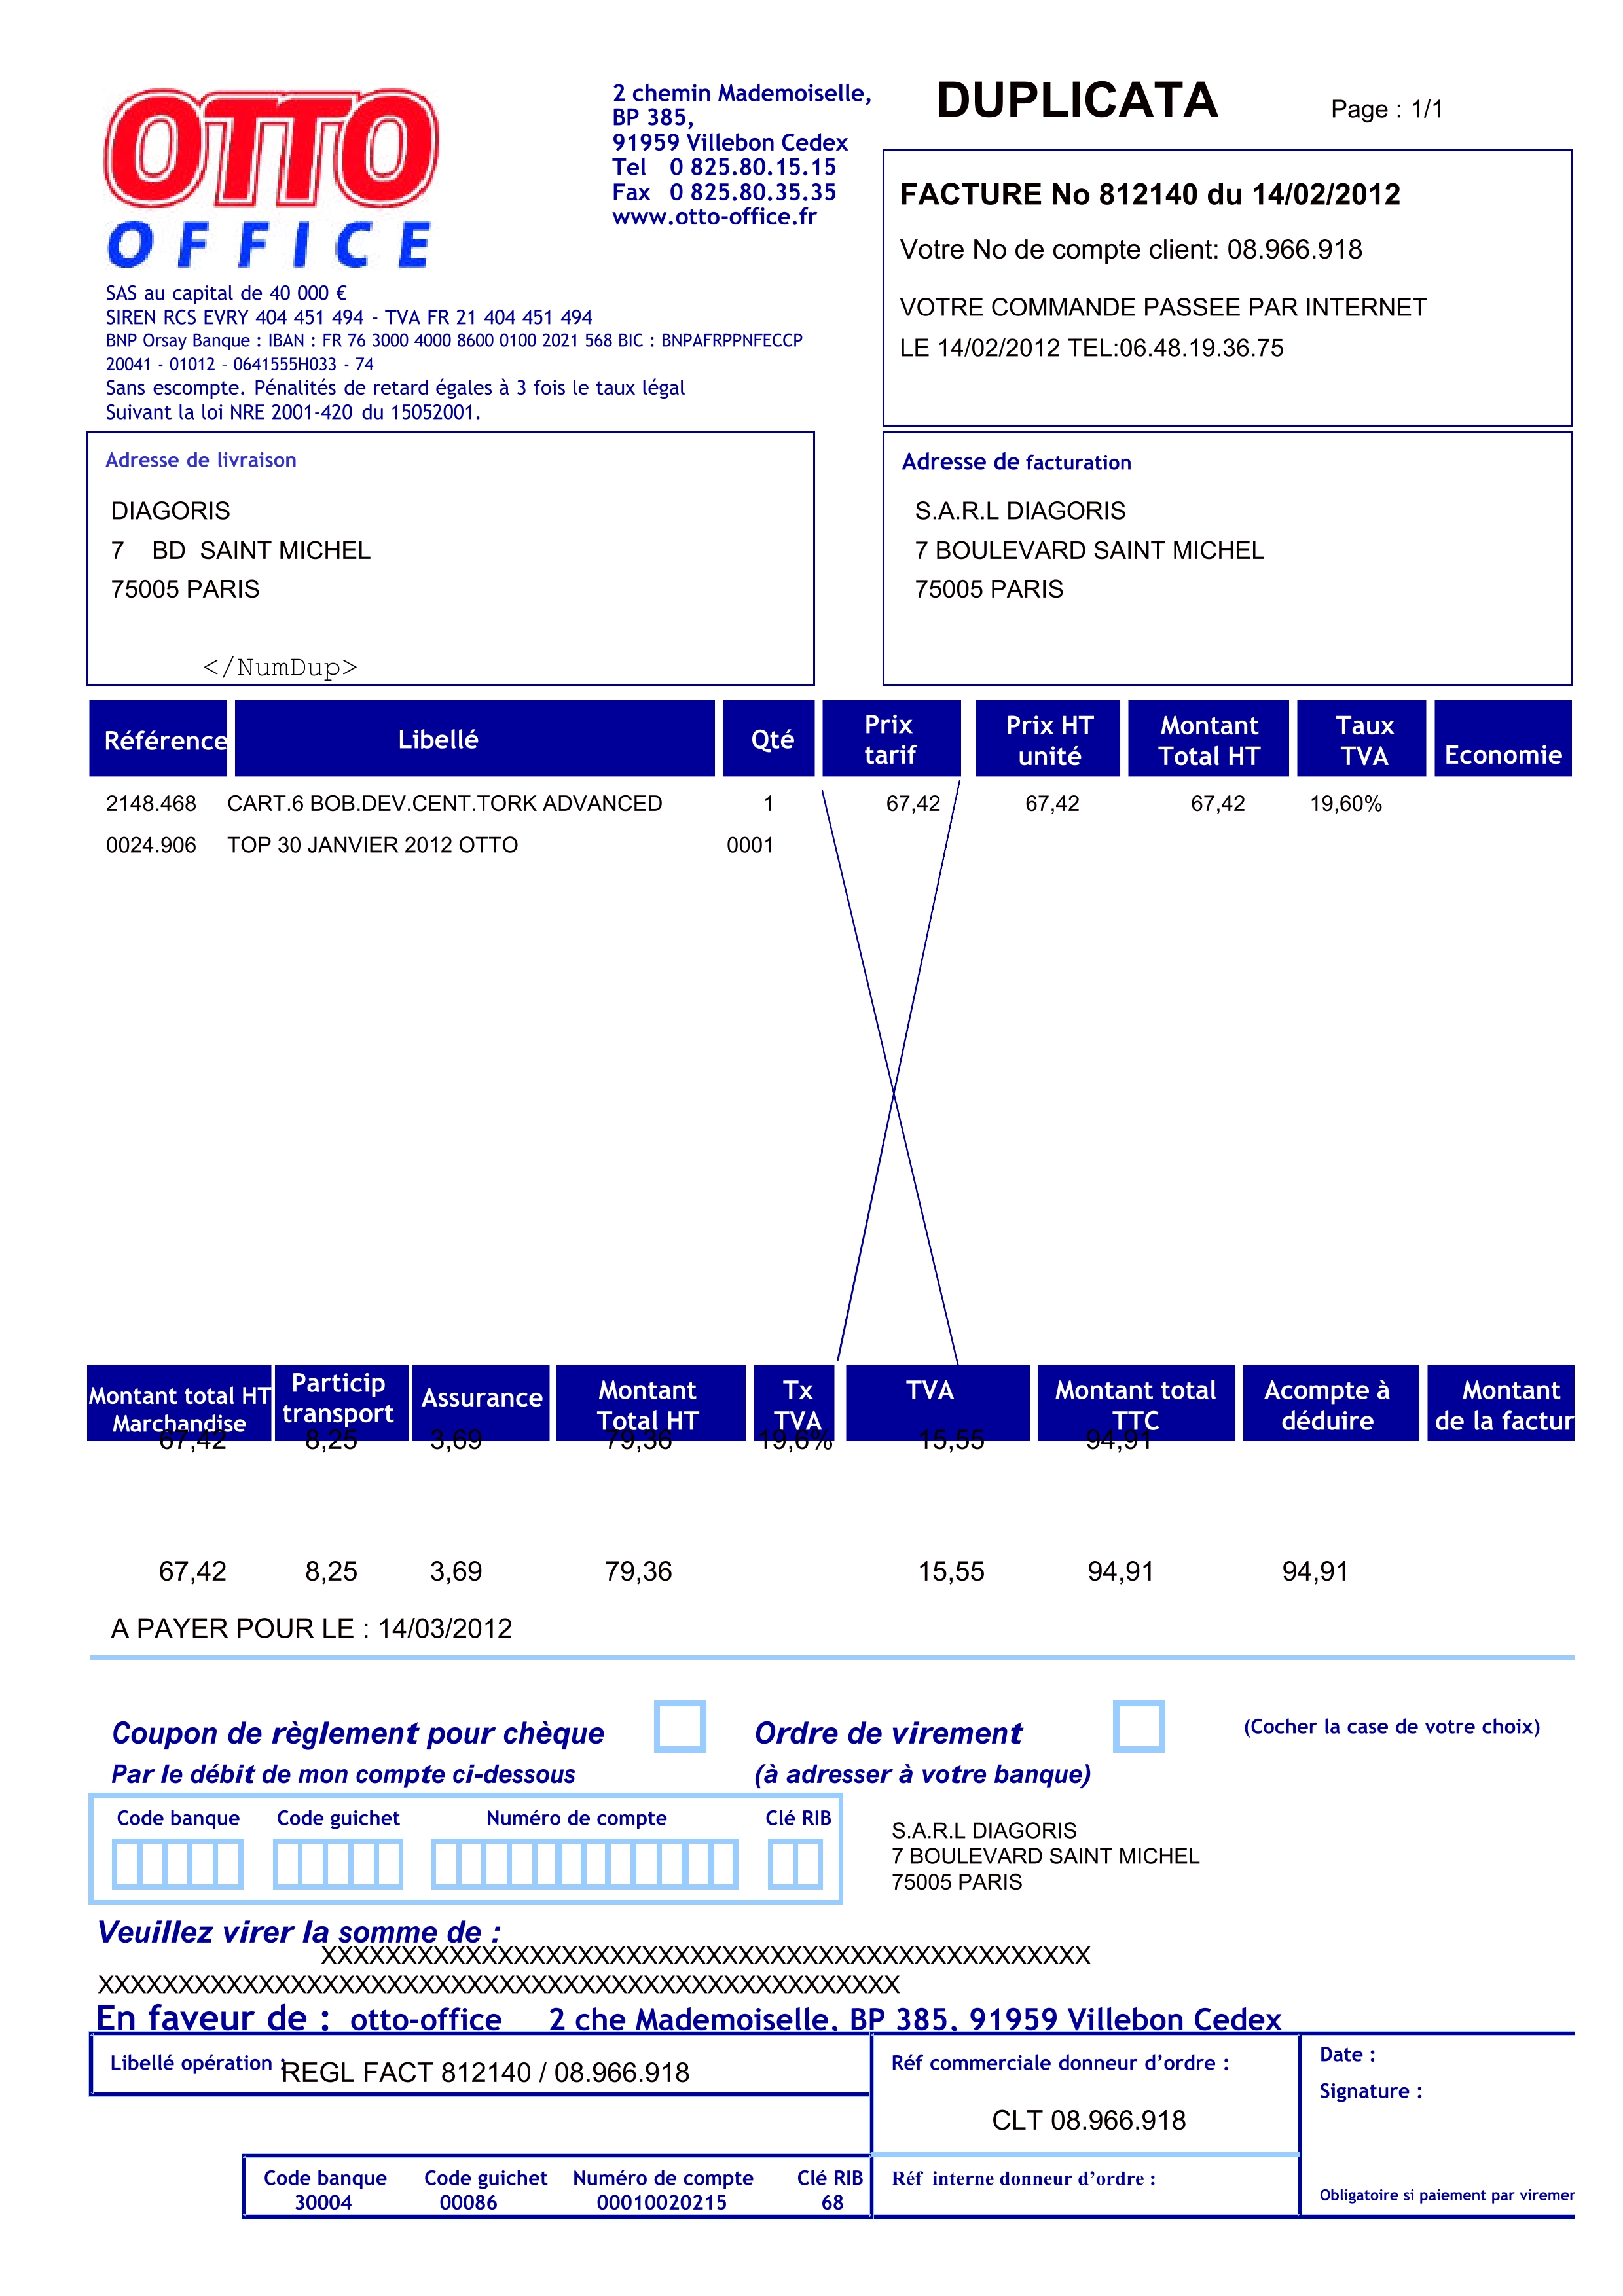 OTTO
OFFICE
2 chemin Mademoiselle,
BP 385,
91959 Villebon Cedex
Tel 0 825.80.15.15
Fax 0 825.80.35.35
www.otto-office.fr
DUPLICATA
Page : 1/1
FACTURE No 812140 du 14/02/2012
Votre No de compte client: 08.966.918
VOTRE COMMANDE PASSEE PAR INTERNET
LE 14/02/2012 TEL:06.48.19.36.75
SAS au capital de 40 000 €
SIREN RCS EVRY 404 451 494 - TVA FR 21 404 451 494
BNP Orsay Banque : IBAN : FR 76 3000 4000 8600 0100 2021 568 BIC : BNPAFRPPNFECCP
20041 - 01012 - 0641555H033 - 74
Sans escompte. Pénalités de retard égales à 3 fois le taux légal
Suivant la loi NRE 2001-420 du 15052001.
Adresse de livraison
DIAGORIS
7 BD SAINT MICHEL
75005 PARIS
</NumDup>
Adresse de facturation
S.A.R.L DIAGORIS
7 BOULEVARD SAINT MICHEL
75005 PARIS
Référence Libellé Qté Prix tarif Prix HT unité Montant Total HT Taux TVA Economie
2148.468 CART.6 BOB.DEV.CENT.TORK ADVANCED 1 67,42 67,42 67,42 19,60%
0024.906 TOP 30 JANVIER 2012 OTTO 0001
Montant total HT Marchandise Particip transport Assurance Montant Total HT Tx TVA TVA Montant total TTC Acompte à déduire Montant de la factur
67,42 8,25 3,69 79,36 19,6% 15,55 94,91
67,42 8,25 3,69 79,36 15,55 94,91 94,91
A PAYER POUR LE : 14/03/2012
Coupon de règlement pour chèque
Ordre de virement
(Cocher la case de votre choix)
Par le débit de mon compte ci-dessous
(à adresser à votre banque)
Code banque Code guichet Numéro de compte Clé RIB
S.A.R.L DIAGORIS
7 BOULEVARD SAINT MICHEL
75005 PARIS
Veuillez virer la somme de :
XXXXXXXXXXXXXXXXXXXXXXXXXXXXXXXXXXXXXXXXXXXXXXXX
XXXXXXXXXXXXXXXXXXXXXXXXXXXXXXXXXXXXXXXXXXXXXXXXXX
En faveur de : otto-office 2 che Mademoiselle, BP 385, 91959 Villebon Cedex
Libellé opération :
REGL FACT 812140 / 08.966.918
Réf commerciale donneur d’ordre :
CLT 08.966.918
Date :
Signature :
Code banque Code guichet Numéro de compte Clé RIB
30004 00086 00010020215 68
Réf interne donneur d’ordre :
Obligatoire si paiement par viremer